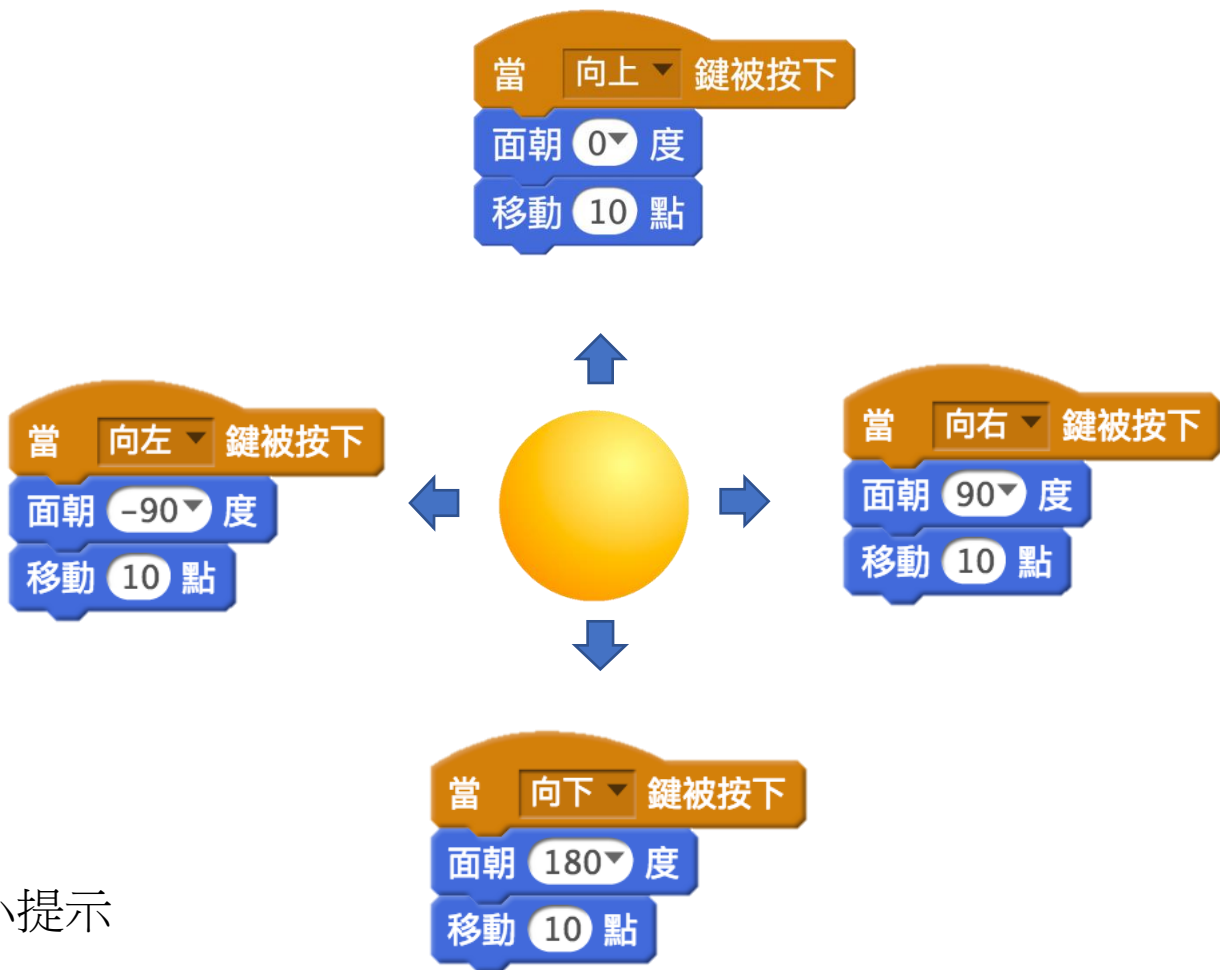 當 向上 鍵被按下
面朝 0 度
移動 10 點
當 向左 鍵被按下
面朝 -90 度
移動 10 點
當 向右 鍵被按下
面朝 90 度
移動 10 點
當 向下 鍵被按下
面朝 180 度
移動 10 點
小提示